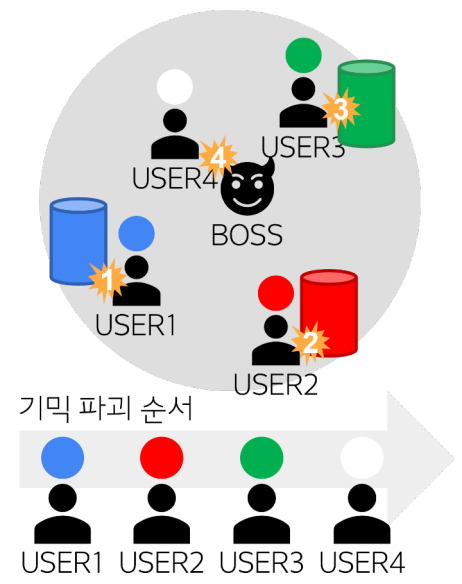 3
USER3
4
USER4
BOSS
1
USER1
2
USER2
기믹 파괴 순서
USER1 USER2 USER3 USER4